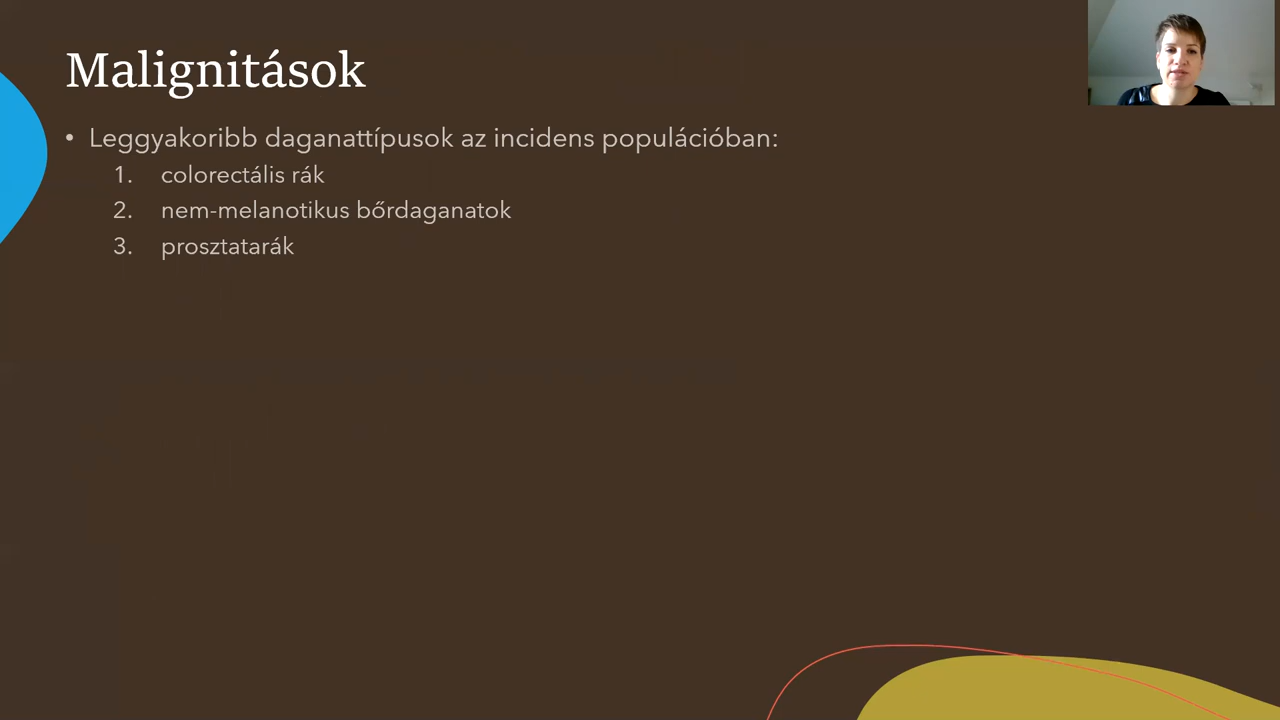 Malignitások
• Leggyakoribb daganattípusok az incidens populációban:
1. colorectális rák
2. nem-melanotikus bőrdaganatok
3. prosztatarák